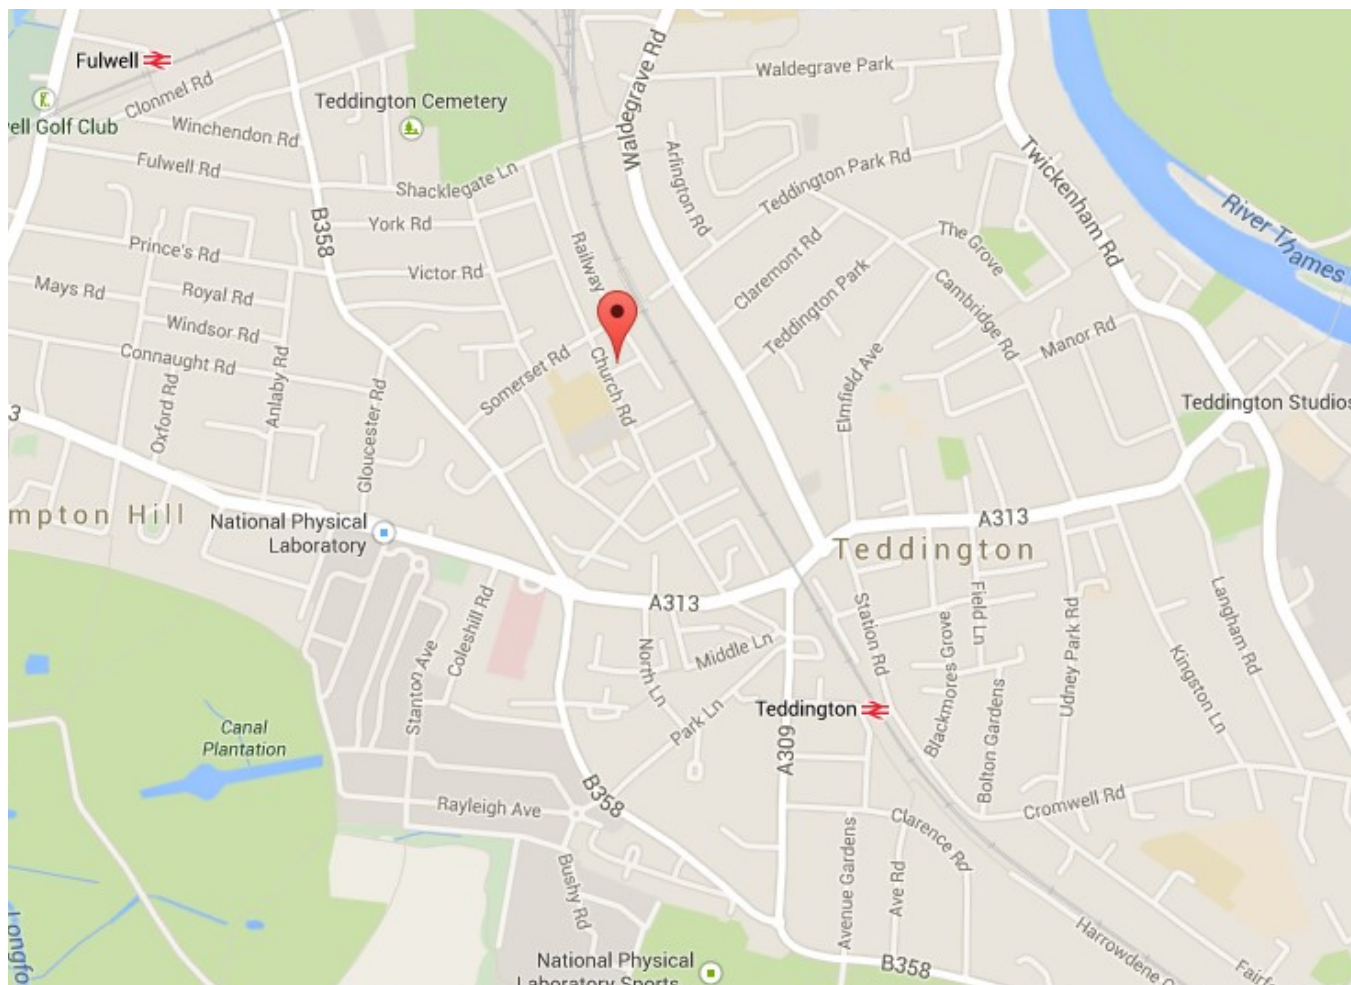 Fulwell
Clonmel Rd
Waldegrave Rd
Waldegrave Park
Teddington Cemetery
ell Golf Club
Winchendon Rd
Fulwell Rd
Shacklegate Ln
Arlington Rd
Teddington Park Rd
Twickenham Rd
River Thames
B358
York Rd
Prince's Rd
Victor Rd
Railway
The Grove
Claremont Rd
Cambridge Rd
Mays Rd
Royal Rd
Windsor Rd
Teddington Park
Manor Rd
Connaught Rd
Somerset Rd
Church Rd
Elmfield Ave
Oxford Rd
Anlaby Rd
Gloucester Rd
Teddington Studios
3
mpton Hill
National Physical
Laboratory
A313
Teddington
A313
Coleshill Rd
Stanton Ave
North Ln
Middle Ln
Park Ln
Station Rd
Blackmores Grove
Field Ln
Bolton Gardens
Udney Park Rd
Kingston Ln
Langham Rd
Teddington
A309
Canal
Plantation
Rayleigh Ave
B358
Cromwell Rd
Clarence Rd
Avenue Gardens
Ave Rd
Bushy Rd
Longfo
National Physical
Laboratory Sports
B358
Harrowdene
Fairf